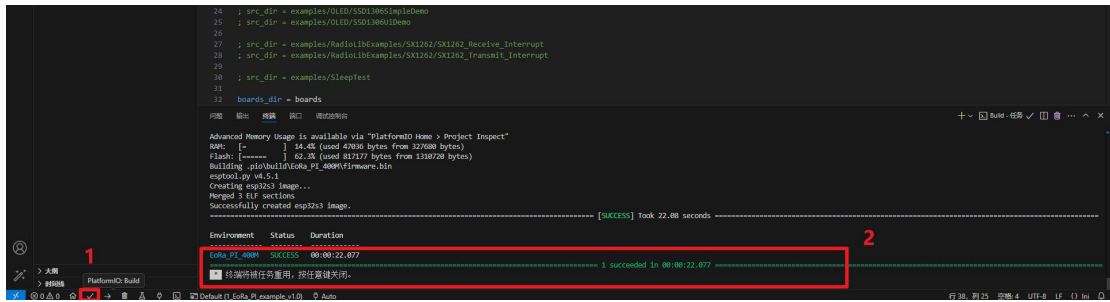 24 ; src_dir = examples/OLED/SSD1306SimpleDemo
25 ; src_dir = examples/OLED/SSD1306UiDemo
26
27 ; src_dir = examples/RadioLibExamples/SX1262/SX1262_Receive_Interrupt
28 ; src_dir = examples/RadioLibExamples/SX1262/SX1262_Transmit_Interrupt
29
30 ; src_dir = examples/SleepTest
31
32 boards_dir = boards
问题 输出 终端 端口 调试控制台 Build - 任务
Advanced Memory Usage is available via "PlatformIO Home > Project Inspect"
RAM: [= ] 14.4% (used 47036 bytes from 327680 bytes)
Flash: [====== ] 62.3% (used 817177 bytes from 1310720 bytes)
Building .pio\build\EoRa_PI_400M\firmware.bin
esptool.py v4.5.1
Creating esp32s3 image...
Merged 3 ELF sections
Successfully created esp32s3 image.
[SUCCESS] Took 22.08 seconds
Environment Status Duration
EoRa_PI_400M SUCCESS 00:00:22.077
1 succeeded in 00:00:22.077
* 终端将被任务重用，按任意键关闭。
1
2
> 大纲
> 时间线
PlatformIO: Build
0 0 0 Default (1_EoRa_PI_example_v1.0) Auto 行 38, 列 25 空格: 4 UTF-8 LF Ini